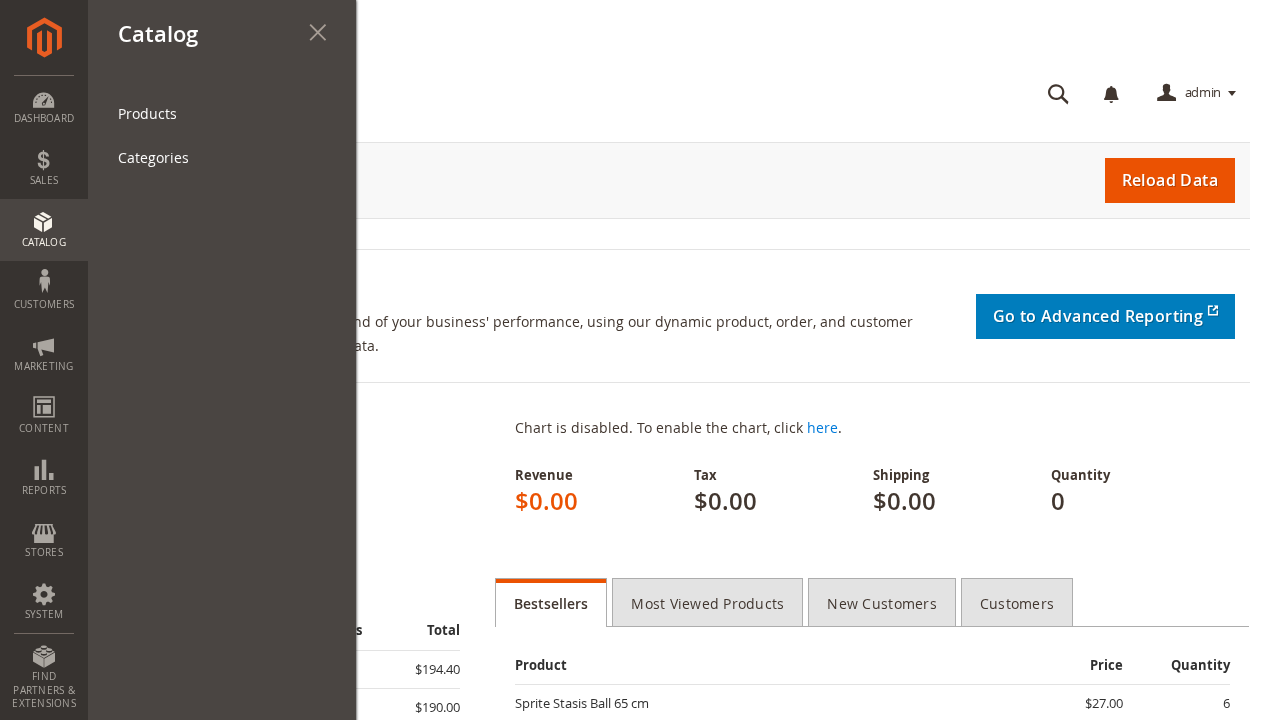 Catalog
Products
Categories
DASHBOARD
SALES
CATALOG
CUSTOMERS
MARKETING
CONTENT
REPORTS
STORES
SYSTEM
FIND
PARTNERS &
EXTENSIONS
admin
Reload Data
nd of your business' performance, using our dynamic product, order, and customer
ata.
Go to Advanced Reporting
Chart is disabled. To enable the chart, click here.
Revenue Tax Shipping Quantity
$0.00 $0.00 $0.00 0
s Total
$194.40
$190.00
Bestsellers Most Viewed Products New Customers Customers
Product Price Quantity
Sprite Stasis Ball 65 cm $27.00 6